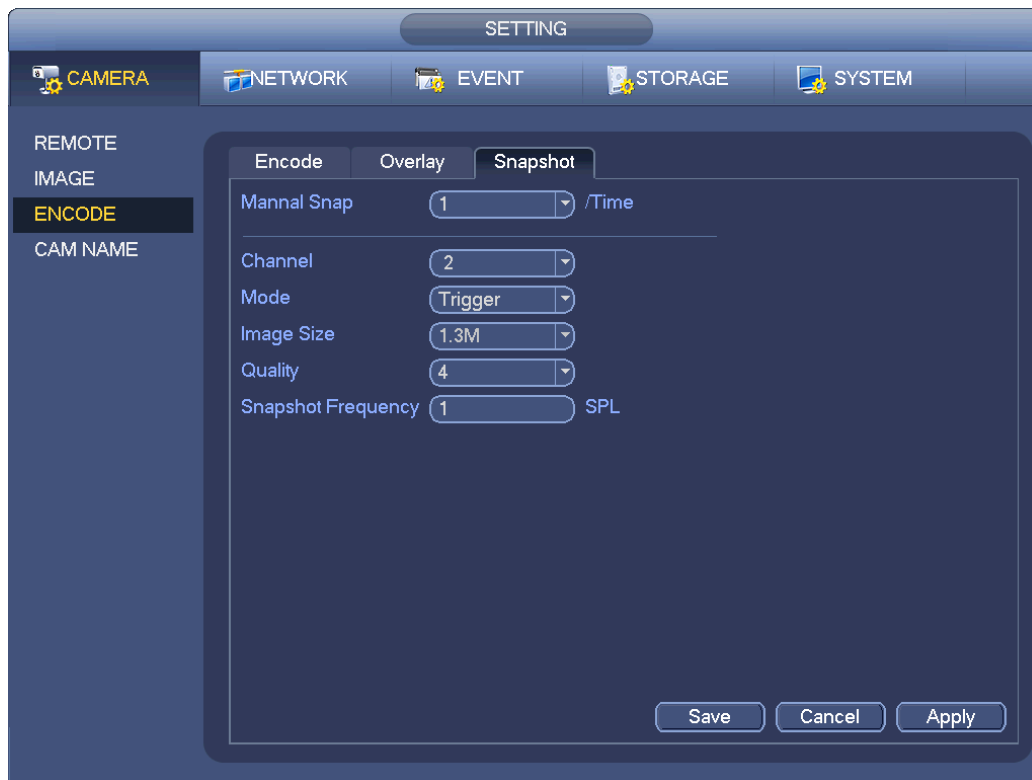 SETTING
CAMERA NETWORK EVENT STORAGE SYSTEM
REMOTE
IMAGE
ENCODE
CAM NAME
Encode Overlay Snapshot
Mannal Snap 1 /Time
Channel 2
Mode Trigger
Image Size 1.3M
Quality 4
Snapshot Frequency 1 SPL
Save Cancel Apply